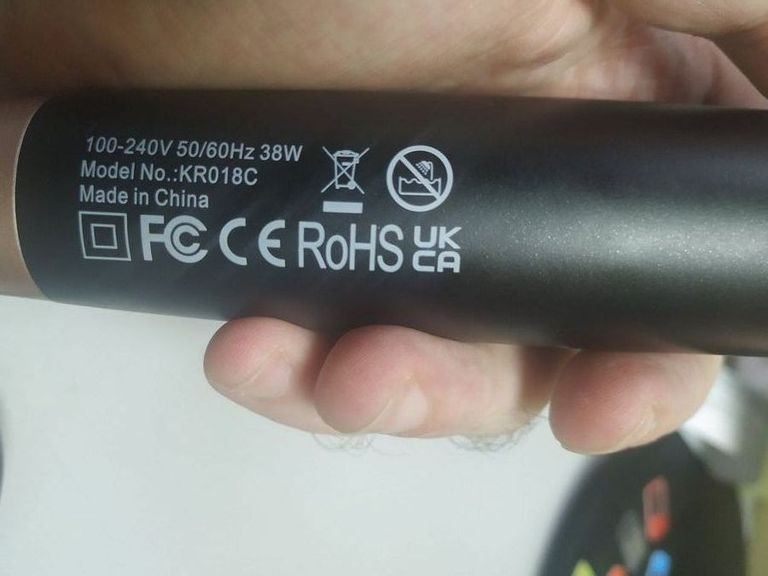 100-240V 50/60Hz 38W
Model No.:KR018C
Made in China
FC CE RoHS UK
CA